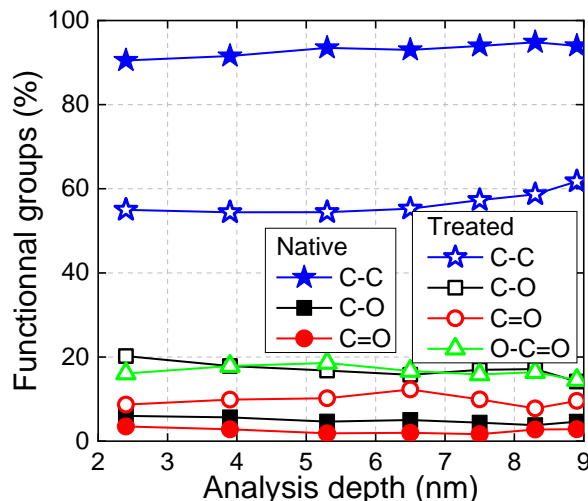 Functionnal groups (%)
100
80
60
40
20
0
Native
C-C
C-O
C=O
Treated
C-C
C-O
C=O
O-C=O
2 3 4 5 6 7 8 9
Analysis depth (nm)